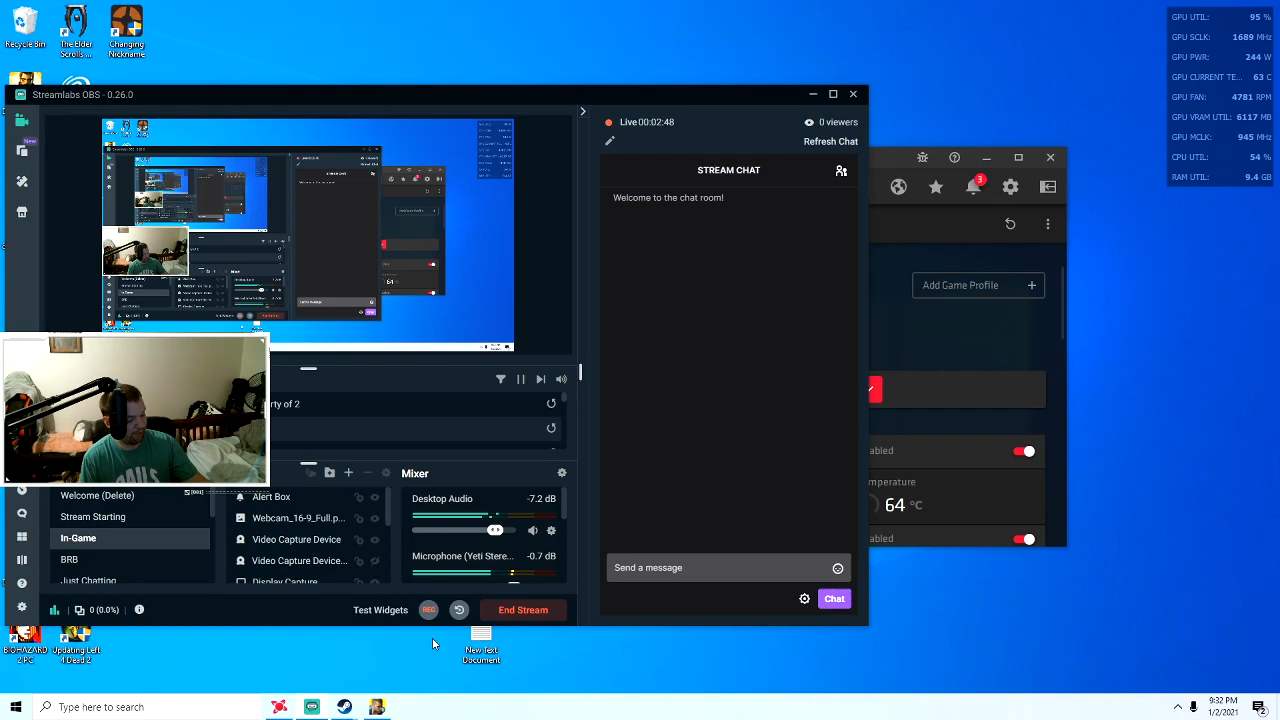 Recycle Bin
The Elder
Scrolls ...
Changing
Nickname
GPU UTIL: 95 %
GPU SCLK: 1689 MHz
GPU PWR: 244 W
GPU CURRENT TE... 63 C
GPU FAN: 4781 RPM
GPU VRAM UTIL: 6117 MB
GPU MCLK: 945 MHz
CPU UTIL: 54 %
RAM UTIL: 9.4 GB
Streamlabs OBS - 0.26.0
New
Live 00:02:48
0 viewers
Refresh Chat
STREAM CHAT
Welcome to the chat room!
3
Add Game Profile +
rty of 2
abled
mperature
64 °C
abled
Mixer
Welcome (Delete)
Stream Starting
In-Game
BRB
Just Chatting
Alert Box
Webcam_16-9_Full.p...
Video Capture Device
Video Capture Device...
Display Capture
Desktop Audio -7.2 dB
Microphone (Yeti Stere... -0.7 dB
Send a message
Chat
0 (0.0%)
Test Widgets
REC
End Stream
BIOHAZARD
2 PC
Updating Left
4 Dead 2
New Text
Document
Type here to search
9:32 PM
1/2/2021
2